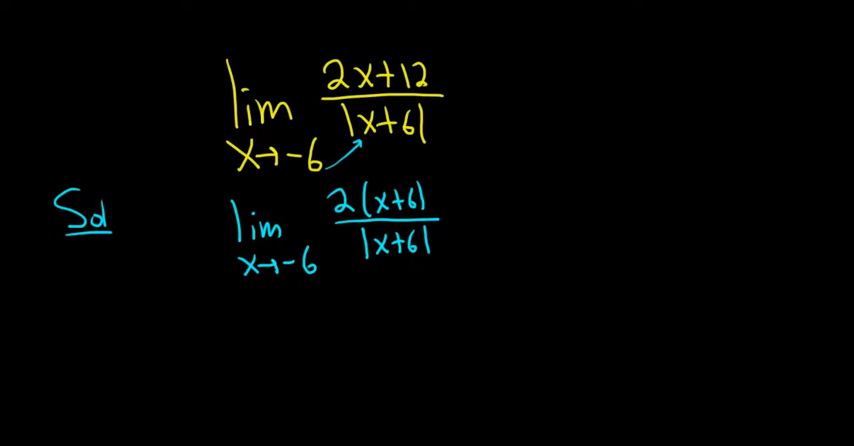 lim 2x+12 / |x+6|
x→-6
Sol lim 2(x+6) / |x+6|
x→-6